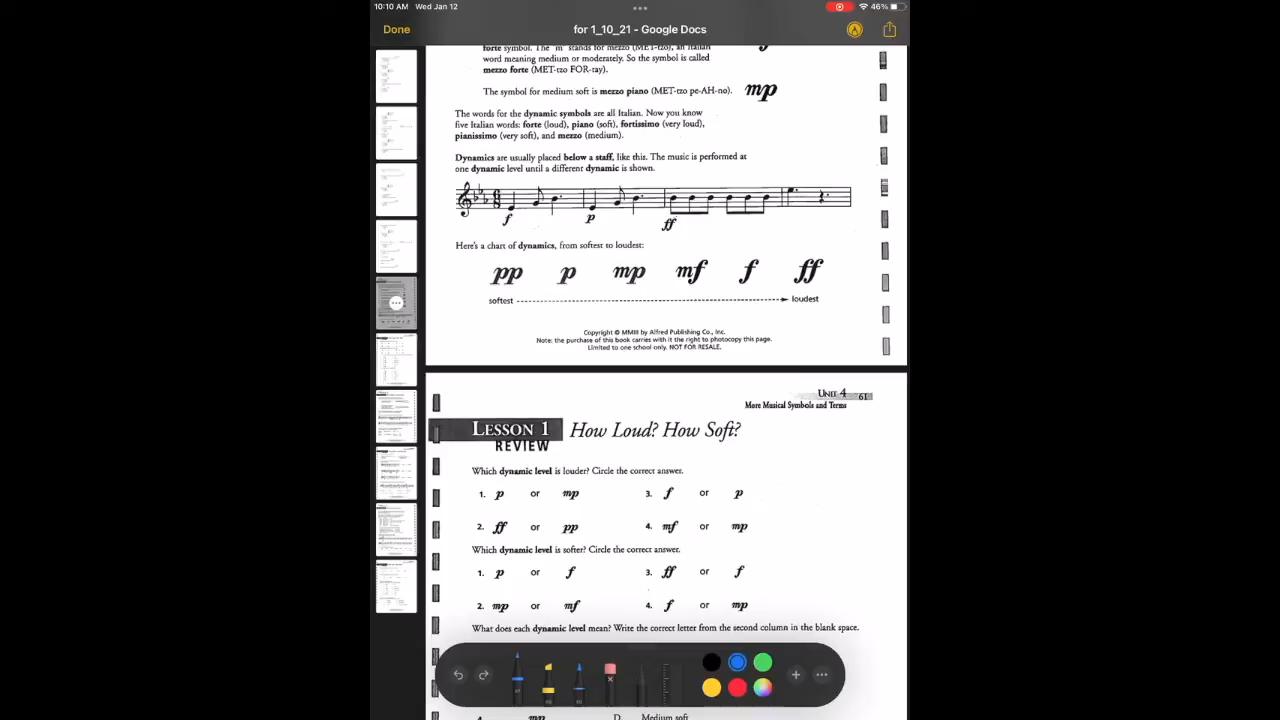 10:10 AM Wed Jan 12
46%
Done
for 1_10_21 - Google Docs
forte symbol. The "m" stands for mezzo (MET-tzo), an Italian
word meaning medium or moderately. So the symbol is called
mezzo forte (MET-tzo FOR-tay).
The symbol for medium soft is mezzo piano (MET-tzo pe-AH-no). mp
The words for the dynamic symbols are all Italian. Now you know
five Italian words: forte (loud), piano (soft), fortissimo (very loud),
pianissimo (very soft), and mezzo (medium).
Dynamics are usually placed below a staff, like this. The music is performed at
one dynamic level until a different dynamic is shown.
6
8
f p ff
Here's a chart of dynamics, from softest to loudest:
pp p mp mf f ff
softest loudest
Copyright © MMIII by Alfred Publishing Co., Inc.
Note: the purchase of this book carries with it the right to photocopy this page.
Limited to one school only. NOT FOR RESALE.
UNIT 4 61
More Musical Symbols and Terms
LESSON 1 How Loud? How Soft?
REVIEW
Which dynamic level is louder? Circle the correct answer.
1. p or mp 3. f or p
2. ff or pp 4. mf or mp
Which dynamic level is softer? Circle the correct answer.
1. p or f 3. ff or f
2. mp or mf 4. f or mp
What does each dynamic level mean? Write the correct letter from the second column in the blank space.
mp D. Medium soft